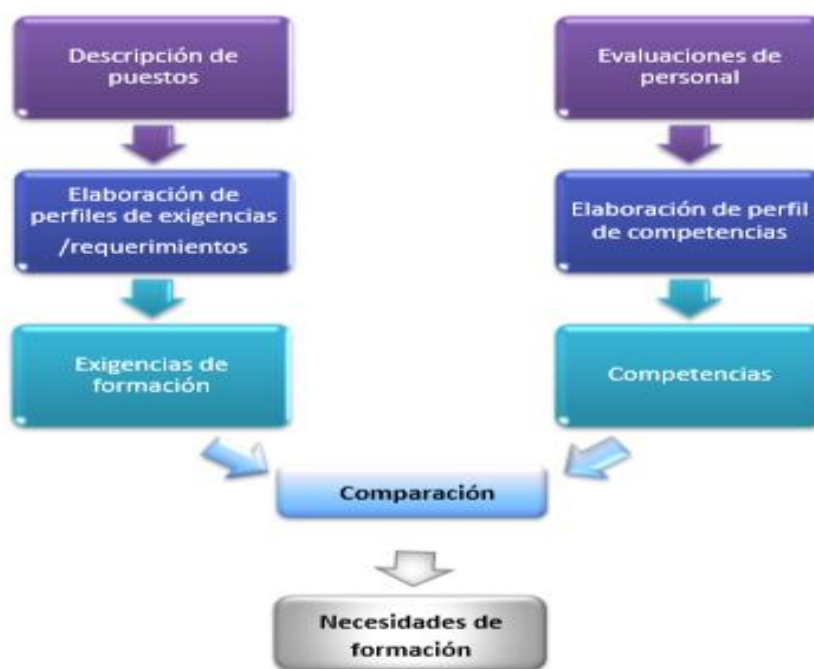 Descripción de
puestos
Evaluaciones de
personal
Elaboración de
perfiles de exigencias
/requerimientos
Elaboración de perfil
de competencias
Exigencias de
formación
Competencias
Comparación
Necesidades de
formación